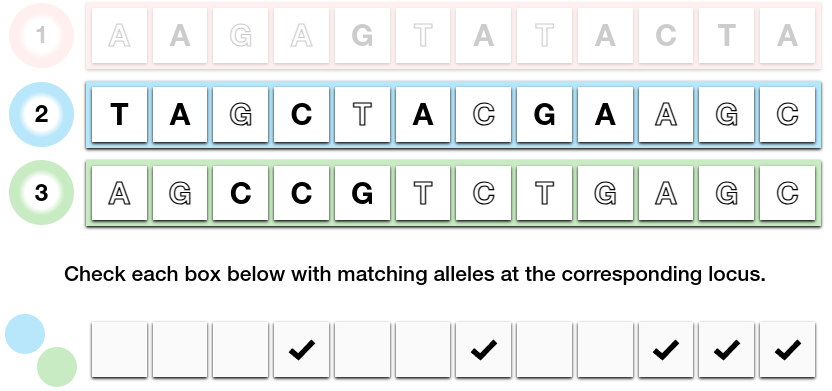 1 A A G A G T A T A C T A
2 T A G C T A C G A A G C
3 A G C C G T C T G A G C
Check each box below with matching alleles at the corresponding locus.